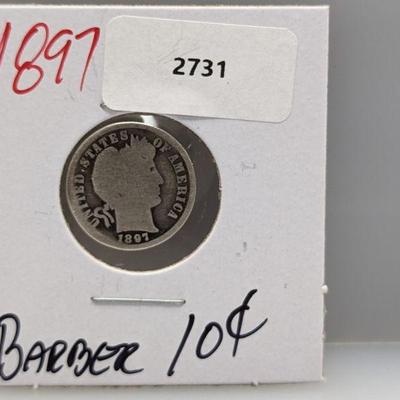 1897
2731
UNITED·STATES OF AMERICA
1897
BARBER 10¢